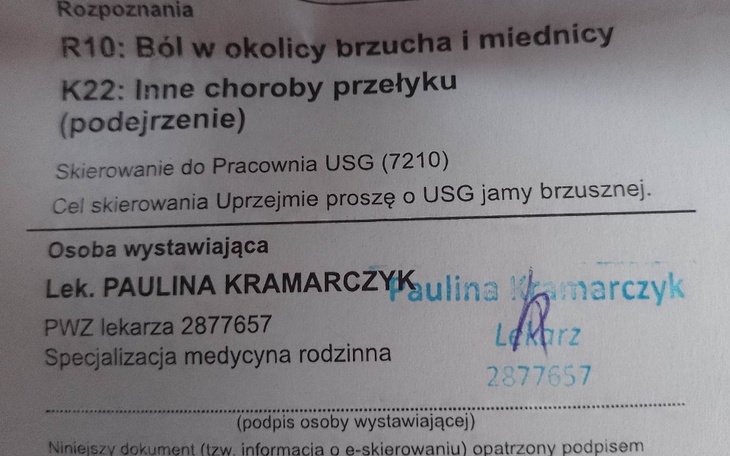 Rozpoznania
R10: Ból w okolicy brzucha i miednicy
K22: Inne choroby przełyku
(podejrzenie)
Skierowanie do Pracownia USG (7210)
Cel skierowania Uprzejmie proszę o USG jamy brzusznej.
Osoba wystawiająca
Lek. PAULINA KRAMARCZYK
Paulina Kramarczyk
PWZ lekarza 2877657
Lekarz
Specjalizacja medycyna rodzinna
2877657
(podpis osoby wystawiającej)
Niniejszy dokument (tzw. informacja o e-skierowaniu) opatrzony podpisem